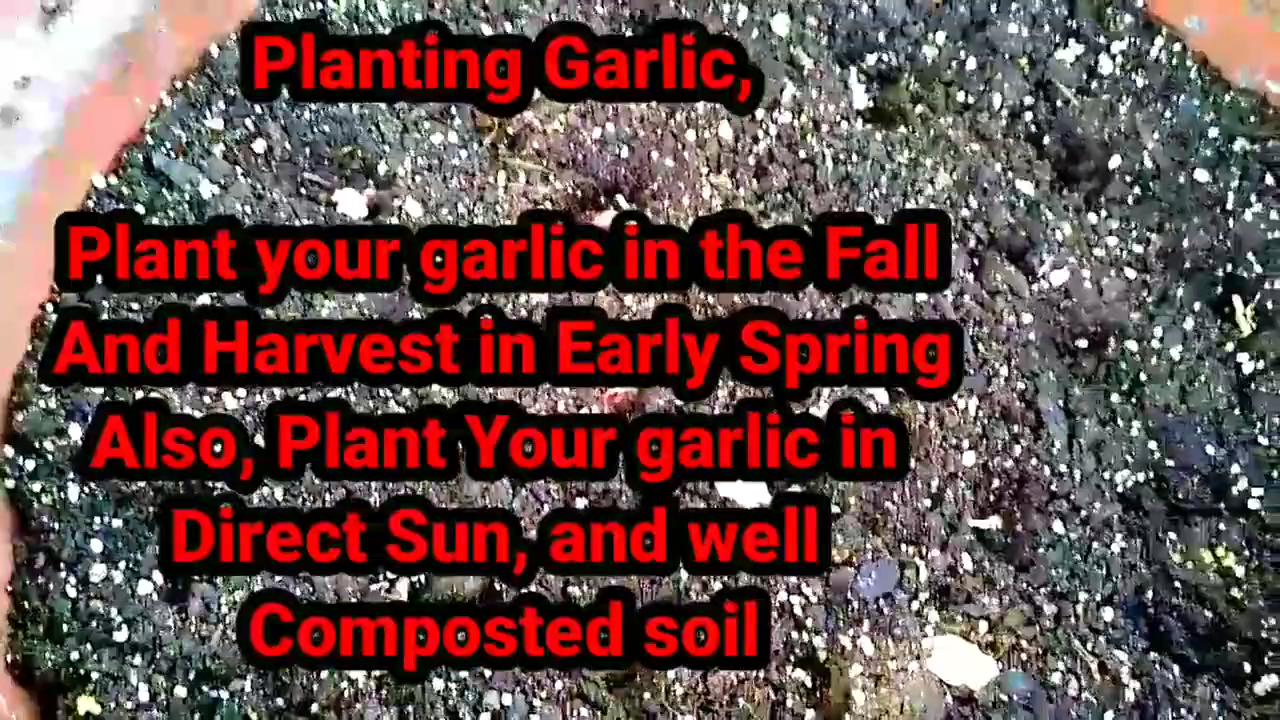 Planting Garlic,
Plant your garlic in the Fall
And Harvest in Early Spring
Also, Plant Your garlic in
Direct Sun, and well
Composted soil